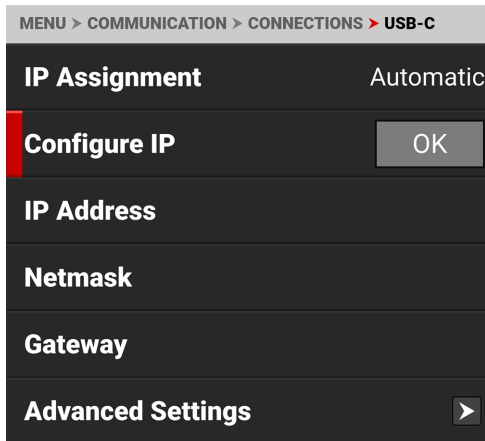 MENU > COMMUNICATION > CONNECTIONS > USB-C
IP Assignment Automatic
Configure IP OK
IP Address
Netmask
Gateway
Advanced Settings >